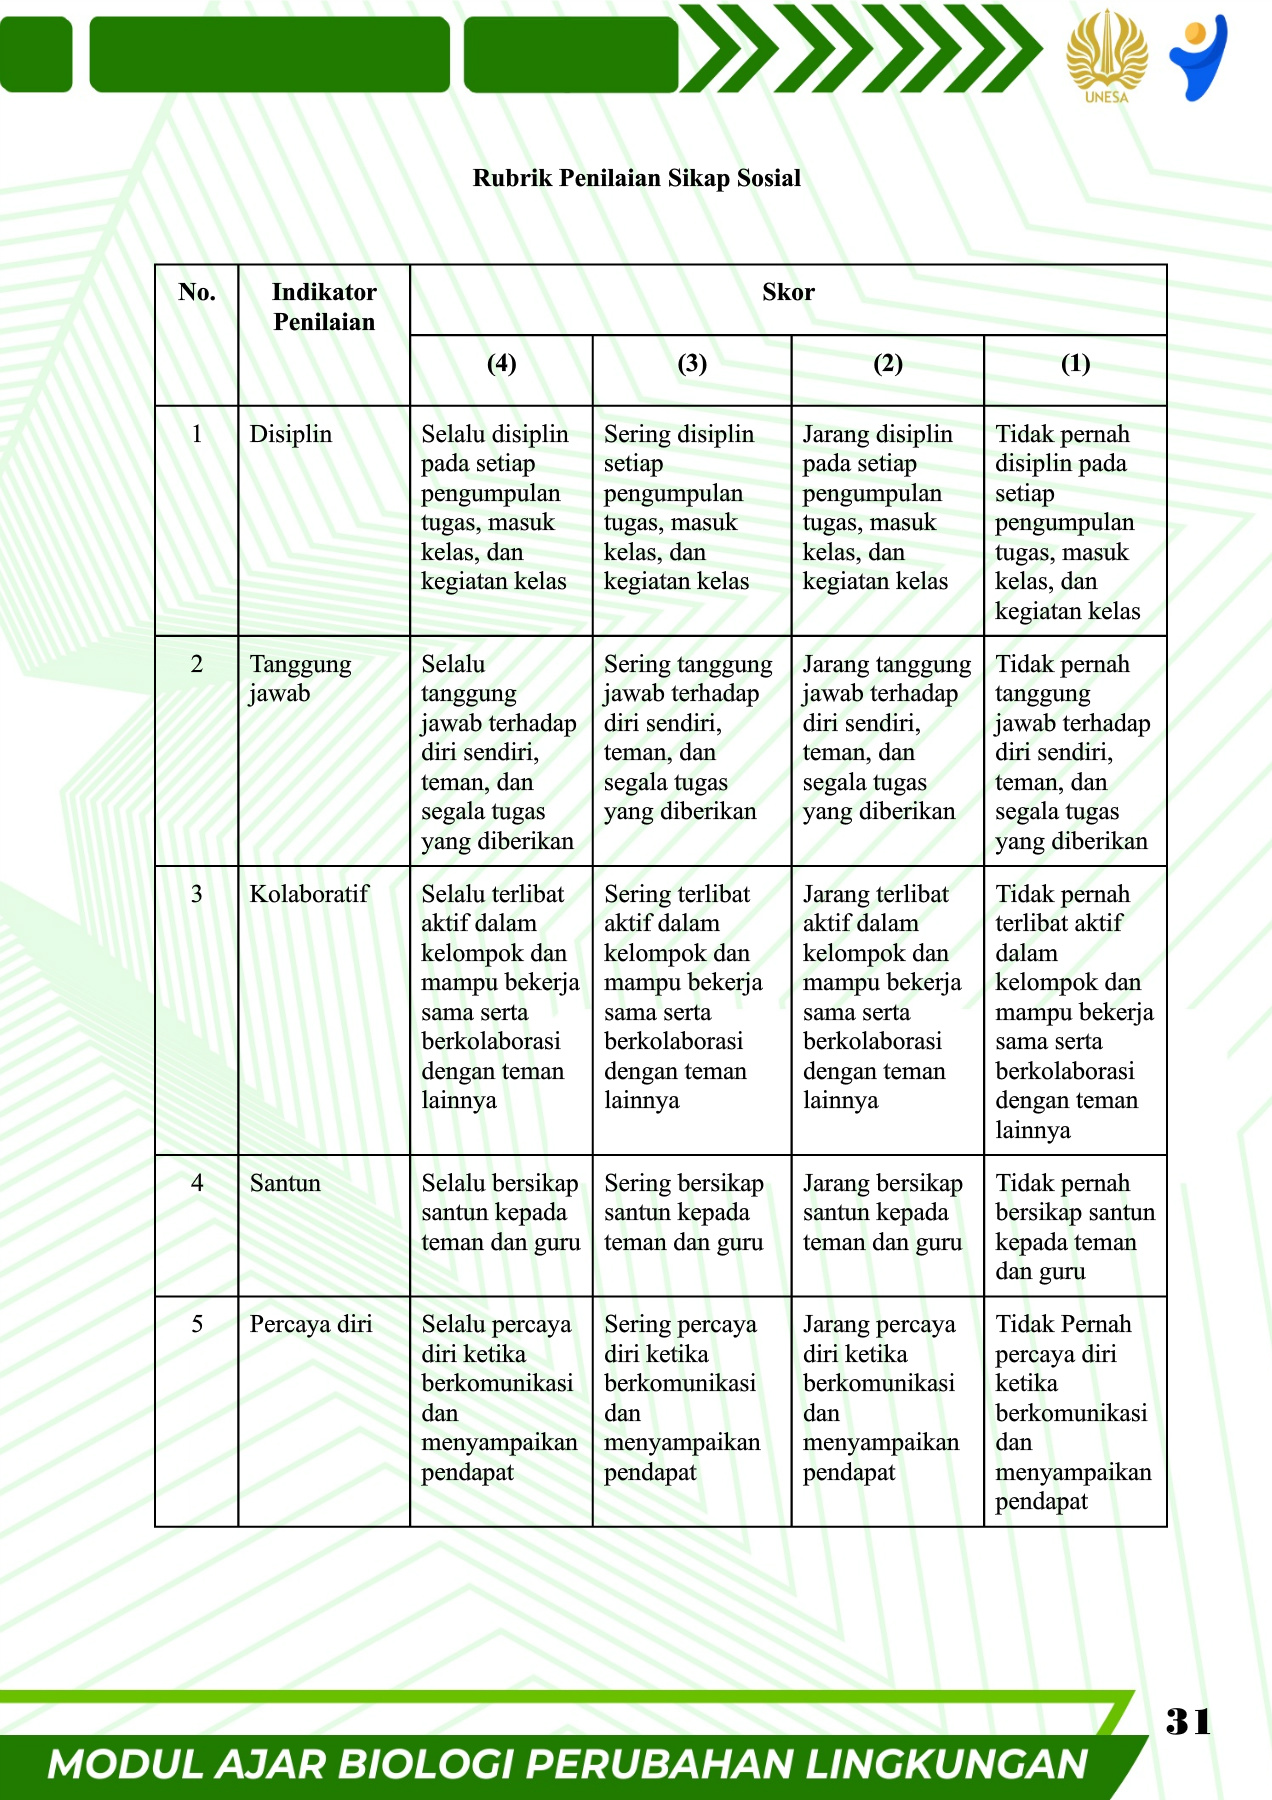 UNESA
Rubrik Penilaian Sikap Sosial
No.
Indikator
Penilaian
Skor
(4)
(3)
(2)
(1)
1
Disiplin
Selalu disiplin
pada setiap
pengumpulan
tugas, masuk
kelas, dan
kegiatan kelas
Sering disiplin
setiap
pengumpulan
tugas, masuk
kelas, dan
kegiatan kelas
Jarang disiplin
pada setiap
pengumpulan
tugas, masuk
kelas, dan
kegiatan kelas
Tidak pernah
disiplin pada
setiap
pengumpulan
tugas, masuk
kelas, dan
kegiatan kelas
2
Tanggung
jawab
Selalu
tanggung
jawab terhadap
diri sendiri,
teman, dan
segala tugas
yang diberikan
Sering tanggung
jawab terhadap
diri sendiri,
teman, dan
segala tugas
yang diberikan
Jarang tanggung
jawab terhadap
diri sendiri,
teman, dan
segala tugas
yang diberikan
Tidak pernah
tanggung
jawab terhadap
diri sendiri,
teman, dan
segala tugas
yang diberikan
3
Kolaboratif
Selalu terlibat
aktif dalam
kelompok dan
mampu bekerja
sama serta
berkolaborasi
dengan teman
lainnya
Sering terlibat
aktif dalam
kelompok dan
mampu bekerja
sama serta
berkolaborasi
dengan teman
lainnya
Jarang terlibat
aktif dalam
kelompok dan
mampu bekerja
sama serta
berkolaborasi
dengan teman
lainnya
Tidak pernah
terlibat aktif
dalam
kelompok dan
mampu bekerja
sama serta
berkolaborasi
dengan teman
lainnya
4
Santun
Selalu bersikap
santun kepada
teman dan guru
Sering bersikap
santun kepada
teman dan guru
Jarang bersikap
santun kepada
teman dan guru
Tidak pernah
bersikap santun
kepada teman
dan guru
5
Percaya diri
Selalu percaya
diri ketika
berkomunikasi
dan
menyampaikan
pendapat
Sering percaya
diri ketika
berkomunikasi
dan
menyampaikan
pendapat
Jarang percaya
diri ketika
berkomunikasi
dan
menyampaikan
pendapat
Tidak Pernah
percaya diri
ketika
berkomunikasi
dan
menyampaikan
pendapat
31
MODUL AJAR BIOLOGI PERUBAHAN LINGKUNGAN